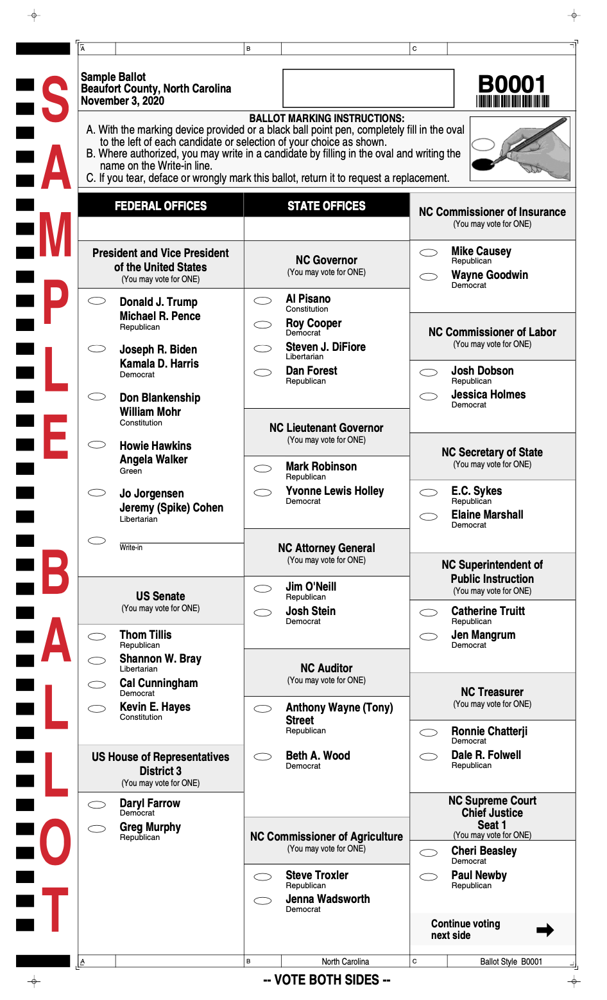 SAMPLE BALLOT
A
B
C
Sample Ballot
Beaufort County, North Carolina
November 3, 2020
B0001
BALLOT MARKING INSTRUCTIONS:
A. With the marking device provided or a black ball point pen, completely fill in the oval
to the left of each candidate or selection of your choice as shown.
B. Where authorized, you may write in a candidate by filling in the oval and writing the
name on the Write-in line.
C. If you tear, deface or wrongly mark this ballot, return it to request a replacement.
FEDERAL OFFICES
President and Vice President
of the United States
(You may vote for ONE)
Donald J. Trump
Michael R. Pence
Republican
Joseph R. Biden
Kamala D. Harris
Democrat
Don Blankenship
William Mohr
Constitution
Howie Hawkins
Angela Walker
Green
Jo Jorgensen
Jeremy (Spike) Cohen
Libertarian
Write-in
US Senate
(You may vote for ONE)
Thom Tillis
Republican
Shannon W. Bray
Libertarian
Cal Cunningham
Democrat
Kevin E. Hayes
Constitution
US House of Representatives
District 3
(You may vote for ONE)
Daryl Farrow
Democrat
Greg Murphy
Republican
STATE OFFICES
NC Governor
(You may vote for ONE)
Al Pisano
Constitution
Roy Cooper
Democrat
Steven J. DiFiore
Libertarian
Dan Forest
Republican
NC Lieutenant Governor
(You may vote for ONE)
Mark Robinson
Republican
Yvonne Lewis Holley
Democrat
NC Attorney General
(You may vote for ONE)
Jim O'Neill
Republican
Josh Stein
Democrat
NC Auditor
(You may vote for ONE)
Anthony Wayne (Tony)
Street
Republican
Beth A. Wood
Democrat
NC Commissioner of Agriculture
(You may vote for ONE)
Steve Troxler
Republican
Jenna Wadsworth
Democrat
NC Commissioner of Insurance
(You may vote for ONE)
Mike Causey
Republican
Wayne Goodwin
Democrat
NC Commissioner of Labor
(You may vote for ONE)
Josh Dobson
Republican
Jessica Holmes
Democrat
NC Secretary of State
(You may vote for ONE)
E.C. Sykes
Republican
Elaine Marshall
Democrat
NC Superintendent of
Public Instruction
(You may vote for ONE)
Catherine Truitt
Republican
Jen Mangrum
Democrat
NC Treasurer
(You may vote for ONE)
Ronnie Chatterji
Democrat
Dale R. Folwell
Republican
NC Supreme Court
Chief Justice
Seat 1
(You may vote for ONE)
Cheri Beasley
Democrat
Paul Newby
Republican
Continue voting
next side
A
B
North Carolina
C
Ballot Style B0001
-- VOTE BOTH SIDES --